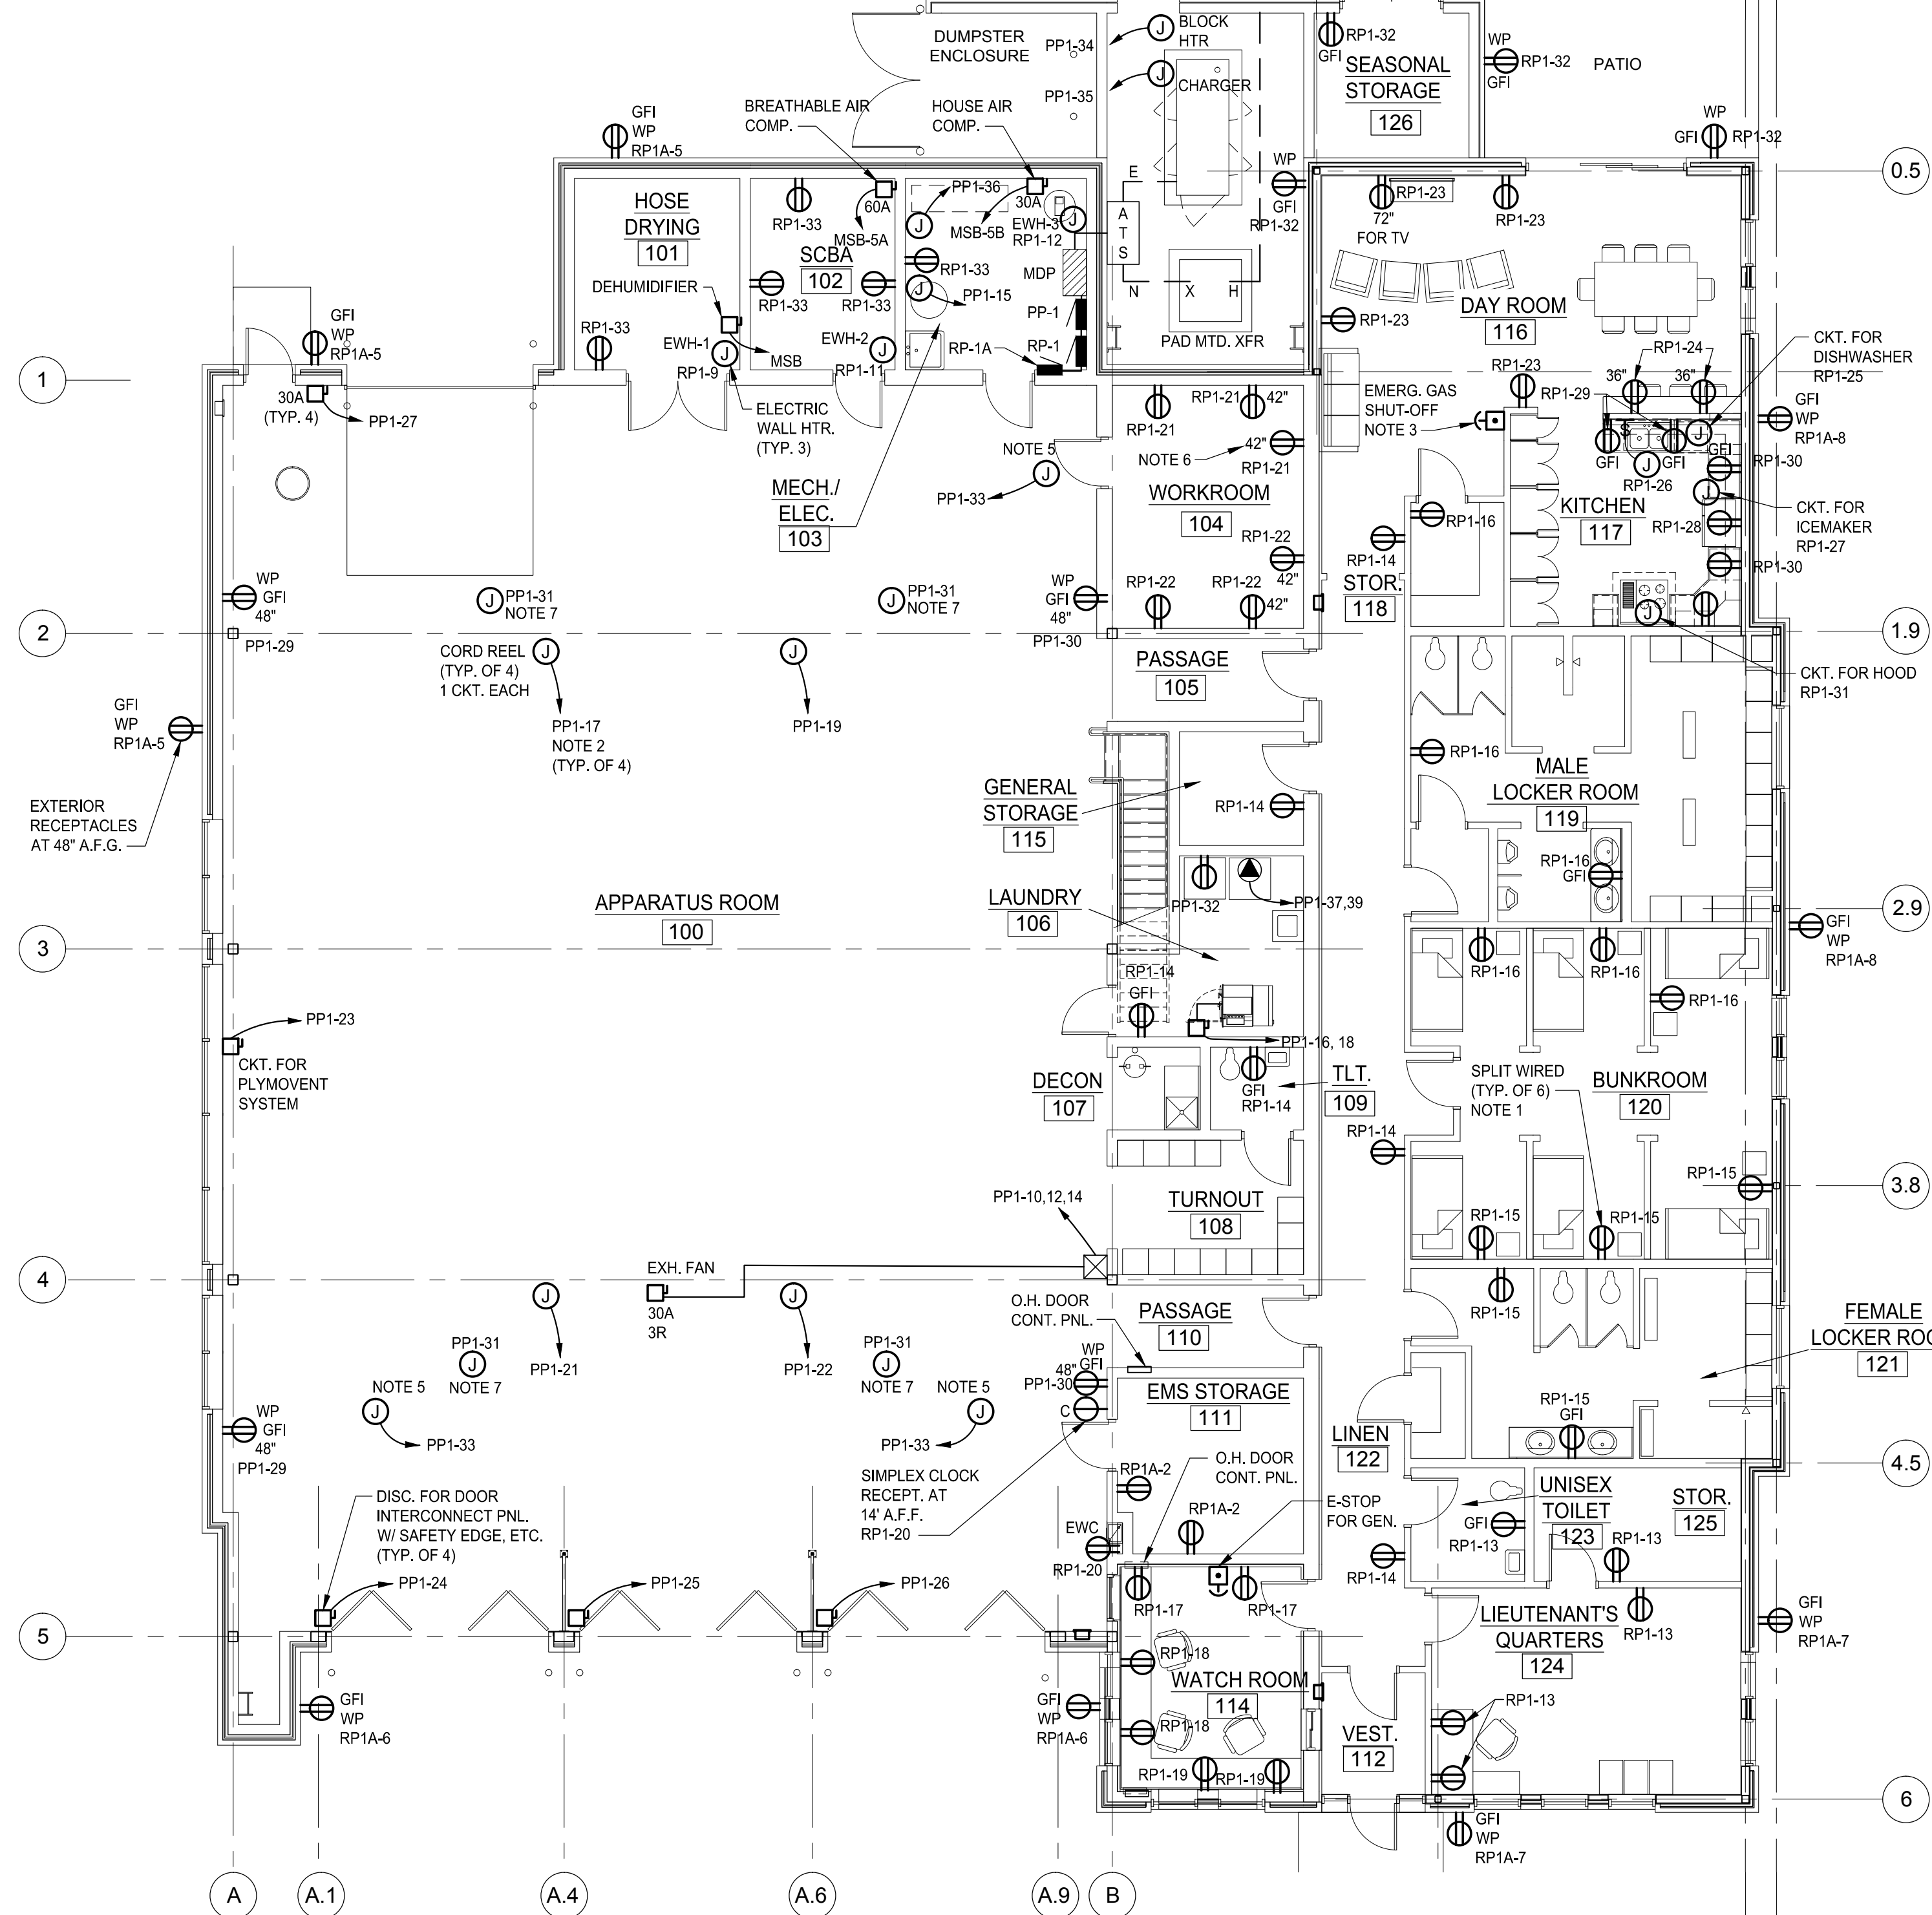 DUMPSTER
ENCLOSURE
PP1-34
PP1-35
J
BLOCK
HTR
J
CHARGER
RP1-32
GFI
SEASONAL
STORAGE
126
WP
RP1-32
GFI
PATIO
WP
GFI
RP1-32
0.5
GFI
WP
RP1A-5
BREATHABLE AIR
COMP.
HOUSE AIR
COMP.
HOSE
DRYING
101
RP1-33
60A
MSB-5A
SCBA
102
RP1-33
RP1-33
PP1-36
J
30A
MSB-5B
EWH-3
RP1-12
J
RP1-33
J
PP1-15
MDP
PP-1
RP-1
RP-1A
E
A
T
S
N
X
H
PAD MTD. XFR
WP
GFI
RP1-32
RP1-23
72"
FOR TV
RP1-23
DAY ROOM
116
RP1-23
DEHUMIDIFIER
MSB
RP1-33
EWH-1
J
RP1-9
EWH-2
J
RP1-11
GFI
WP
RP1A-5
1
30A
(TYP. 4)
PP1-27
ELECTRIC
WALL HTR.
(TYP. 3)
MECH./
ELEC.
103
NOTE 5
J
PP1-33
RP1-21
RP1-21
42"
42"
RP1-21
NOTE 6
WORKROOM
104
RP1-22
42"
RP1-22
RP1-22
42"
EMERG. GAS
SHUT-OFF
NOTE 3
RP1-23
RP1-24
36"
36"
RP1-29
CKT. FOR
DISHWASHER
RP1-25
J
GFI
WP
RP1A-8
$
GFI
GFI
GFI
J
RP1-26
RP1-30
J
KITCHEN
117
RP1-28
CKT. FOR
ICEMAKER
RP1-27
RP1-30
J
RP1-16
RP1-14
STOR.
118
1.9
CKT. FOR HOOD
RP1-31
WP
GFI
48"
PP1-29
J
PP1-31
NOTE 7
J
PP1-31
NOTE 7
WP
GFI
48"
PP1-30
2
CORD REEL
(TYP. OF 4)
1 CKT. EACH
J
PP1-17
NOTE 2
(TYP. OF 4)
J
PP1-19
PASSAGE
105
GFI
WP
RP1A-5
EXTERIOR
RECEPTACLES
AT 48" A.F.G.
GENERAL
STORAGE
115
RP1-14
RP1-16
MALE
LOCKER ROOM
119
RP1-16
GFI
APPARATUS ROOM
100
LAUNDRY
106
PP1-32
PP1-37,39
2.9
GFI
WP
RP1A-8
3
RP1-14
GFI
PP1-16, 18
RP1-16
RP1-16
RP1-16
PP1-23
CKT. FOR
PLYMOVENT
SYSTEM
DECON
107
GFI
RP1-14
TLT.
109
RP1-14
SPLIT WIRED
(TYP. OF 6)
NOTE 1
BUNKROOM
120
RP1-15
RP1-15
RP1-15
3.8
PP1-10,12,14
TURNOUT
108
4
EXH. FAN
30A
3R
J
PP1-21
J
PP1-22
O.H. DOOR
CONT. PNL.
PASSAGE
110
RP1-15
FEMALE
LOCKER ROO
121
PP1-31
J
NOTE 7
PP1-31
J
NOTE 7
NOTE 5
J
PP1-33
NOTE 5
J
PP1-33
WP
GFI
48"
PP1-30
C
EMS STORAGE
111
LINEN
122
RP1-15
GFI
WP
GFI
48"
PP1-29
SIMPLEX CLOCK
RECEPT. AT
14' A.F.F.
RP1-20
RP1A-2
O.H. DOOR
CONT. PNL.
RP1A-2
E-STOP
FOR GEN.
4.5
UNISEX
TOILET
123
GFI
RP1-13
STOR.
125
RP1-13
DISC. FOR DOOR
INTERCONNECT PNL.
W/ SAFETY EDGE, ETC.
(TYP. OF 4)
PP1-24
PP1-25
PP1-26
EWC
RP1-20
RP1-17
RP1-17
RP1-14
5
LIEUTENANT'S
QUARTERS
124
RP1-13
GFI
WP
RP1A-7
RP1-18
WATCH ROOM
114
RP1-18
RP1-13
GFI
WP
RP1A-6
GFI
WP
RP1A-6
VEST.
112
RP1-19
RP1-19
6
GFI
WP
RP1A-7
A
A.1
A.4
A.6
A.9
B